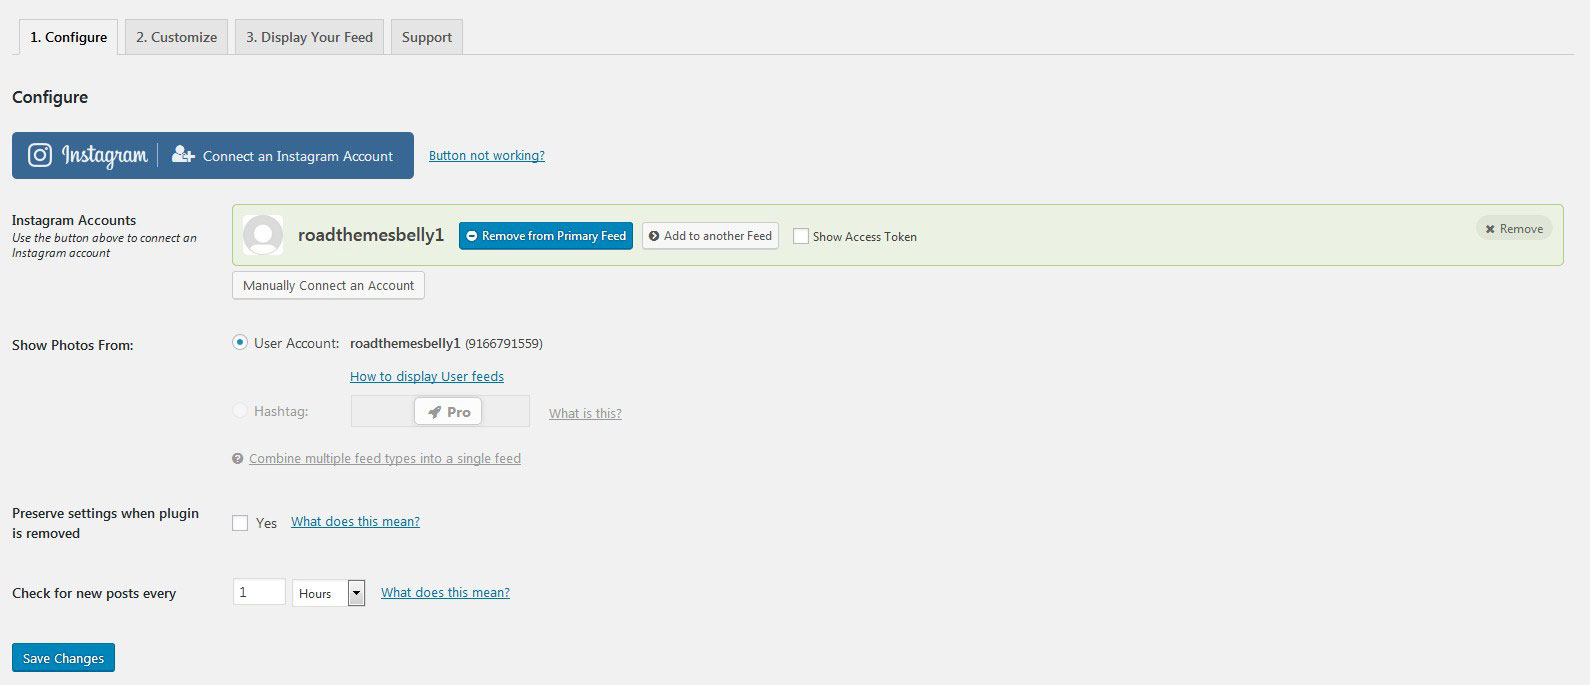 1. Configure 2. Customize 3. Display Your Feed Support
Configure
Instagram Connect an Instagram Account Button not working?
Instagram Accounts
Use the button above to connect an
Instagram account
roadthemesbelly1 Remove from Primary Feed Add to another Feed Show Access Token Remove
Manually Connect an Account
Show Photos From: User Account: roadthemesbelly1 (9166791559)
How to display User feeds
Hashtag: Pro What is this?
Combine multiple feed types into a single feed
Preserve settings when plugin
is removed
Yes What does this mean?
Check for new posts every 1 Hours What does this mean?
Save Changes